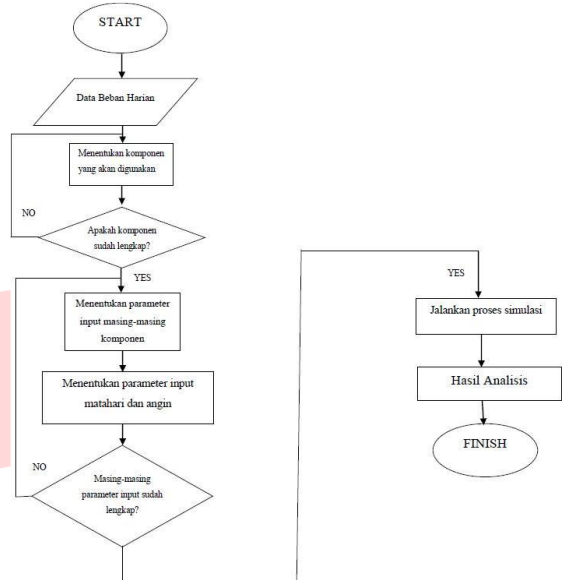 START
Data Beban Harian
Menentukan komponen
yang akan digunakan
NO
Apakah komponen
sudah lengkap?
YES
Menentukan parameter
input masing-masing
komponen
Menentukan parameter input
matahari dan angin
NO
Masing-masing
parameter input sudah
lengkap?
YES
Jalankan proses simulasi
Hasil Analisis
FINISH